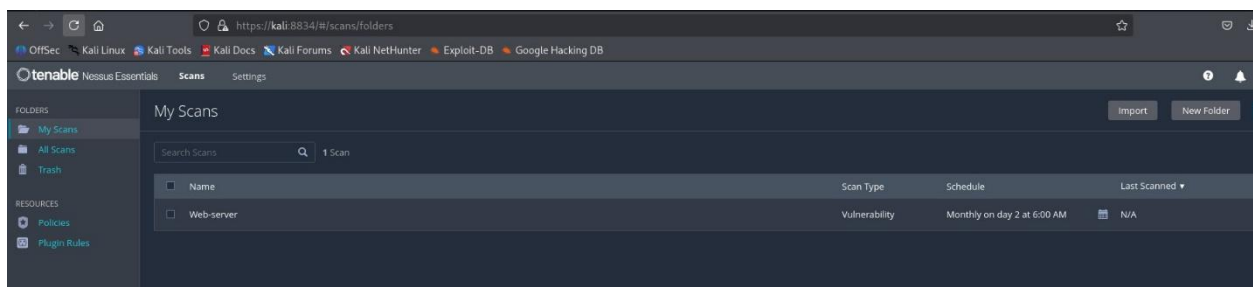 https://kali:8834/#/scans/folders
OffSec Kali Linux Kali Tools Kali Docs Kali Forums Kali NetHunter Exploit-DB Google Hacking DB
tenable Nessus Essentials Scans Settings
FOLDERS
My Scans
All Scans
Trash
RESOURCES
Policies
Plugin Rules
My Scans
Import New Folder
Search Scans 1 Scan
Name Scan Type Schedule Last Scanned
Web-server Vulnerability Monthly on day 2 at 6:00 AM N/A